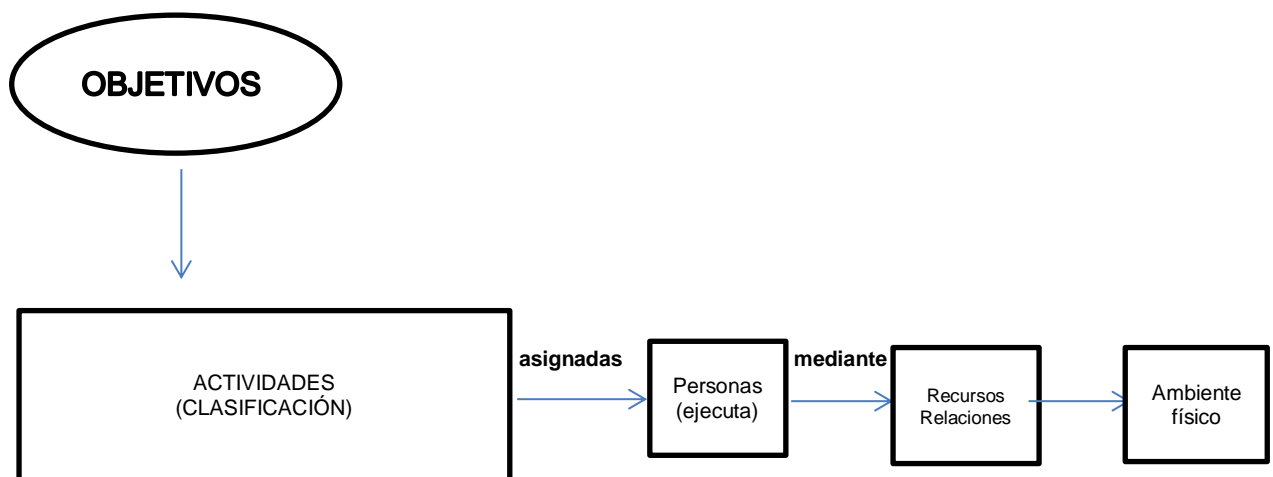 OBJETIVOS
ACTIVIDADES
(CLASIFICACIÓN)
asignadas
Personas
(ejecuta)
mediante
Recursos
Relaciones
Ambiente
físico